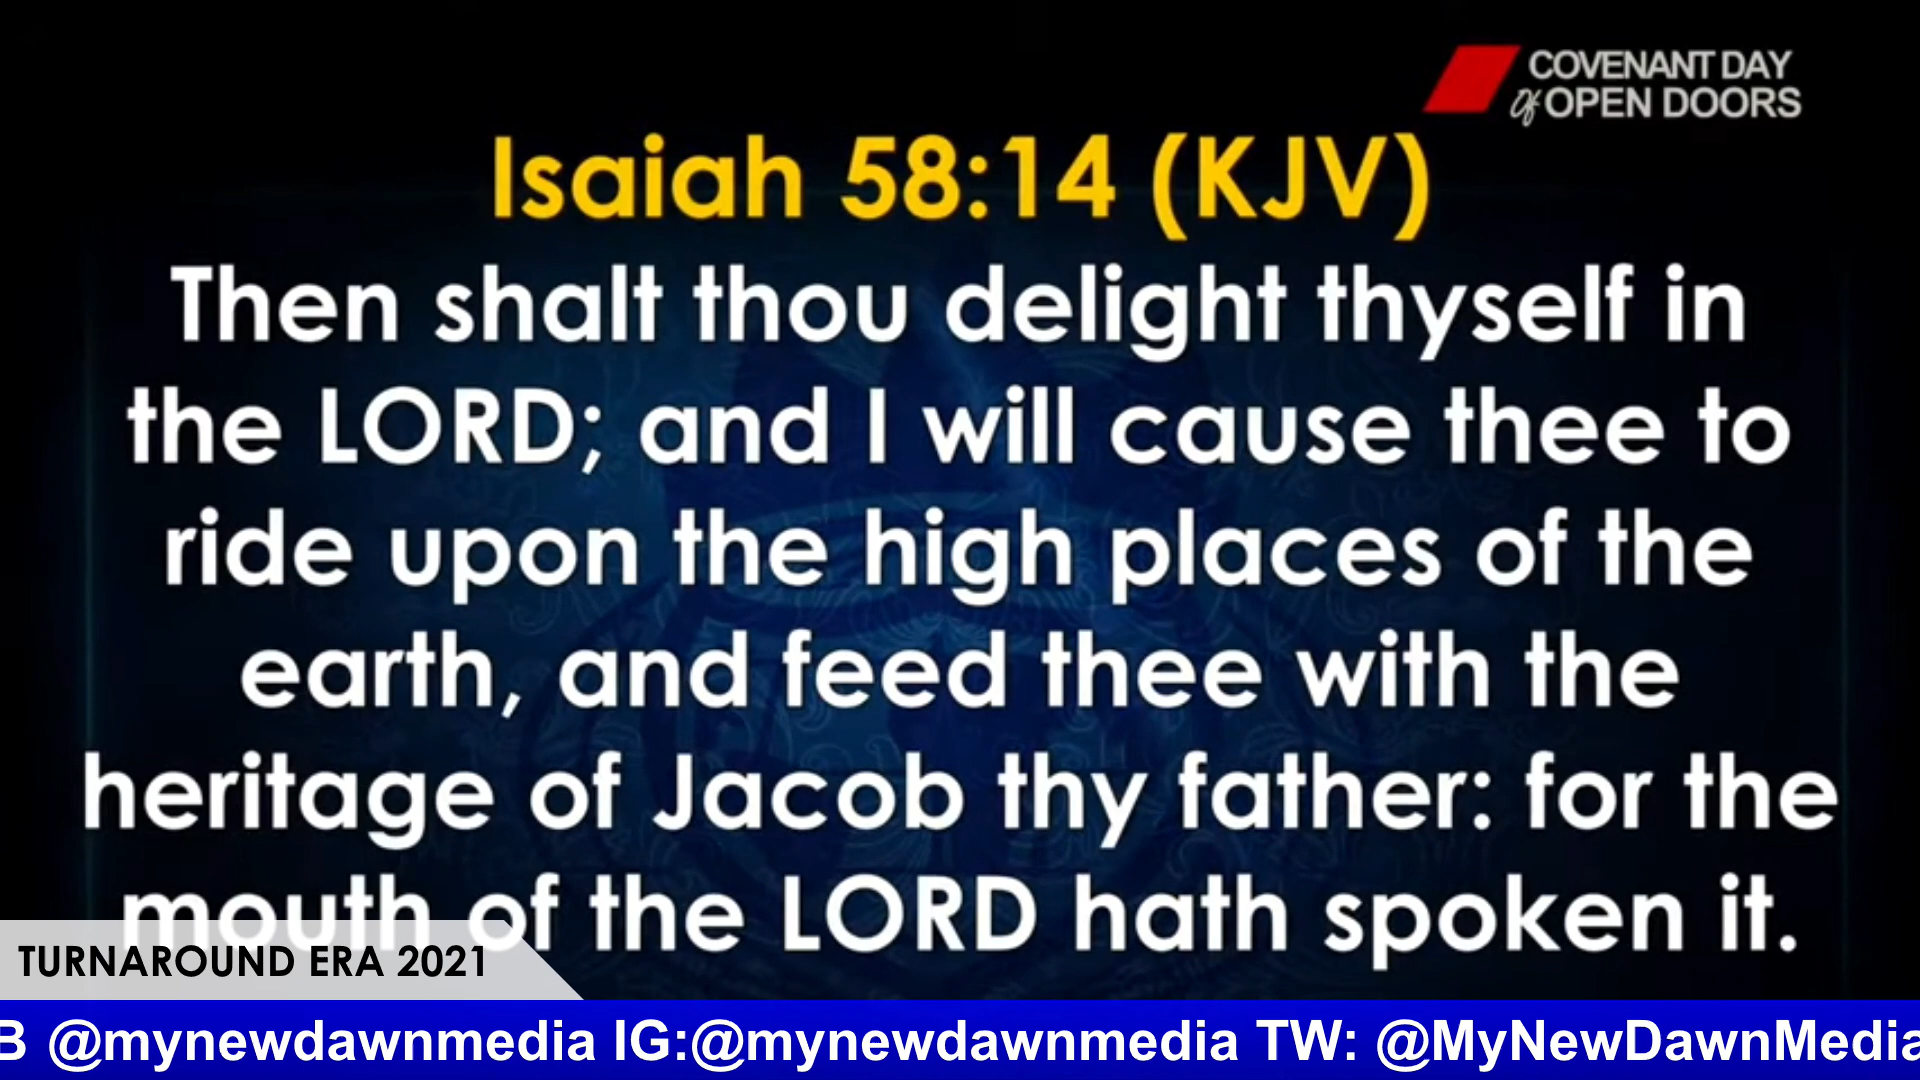 COVENANT DAY
Of OPEN DOORS
Isaiah 58:14 (KJV)
Then shalt thou delight thyself in
the LORD; and I will cause thee to
ride upon the high places of the
earth, and feed thee with the
heritage of Jacob thy father: for the
mouth of the LORD hath spoken it.
TURNAROUND ERA 2021
B @mynewdawnmedia IG:@mynewdawnmedia TW: @MyNewDawnMedia